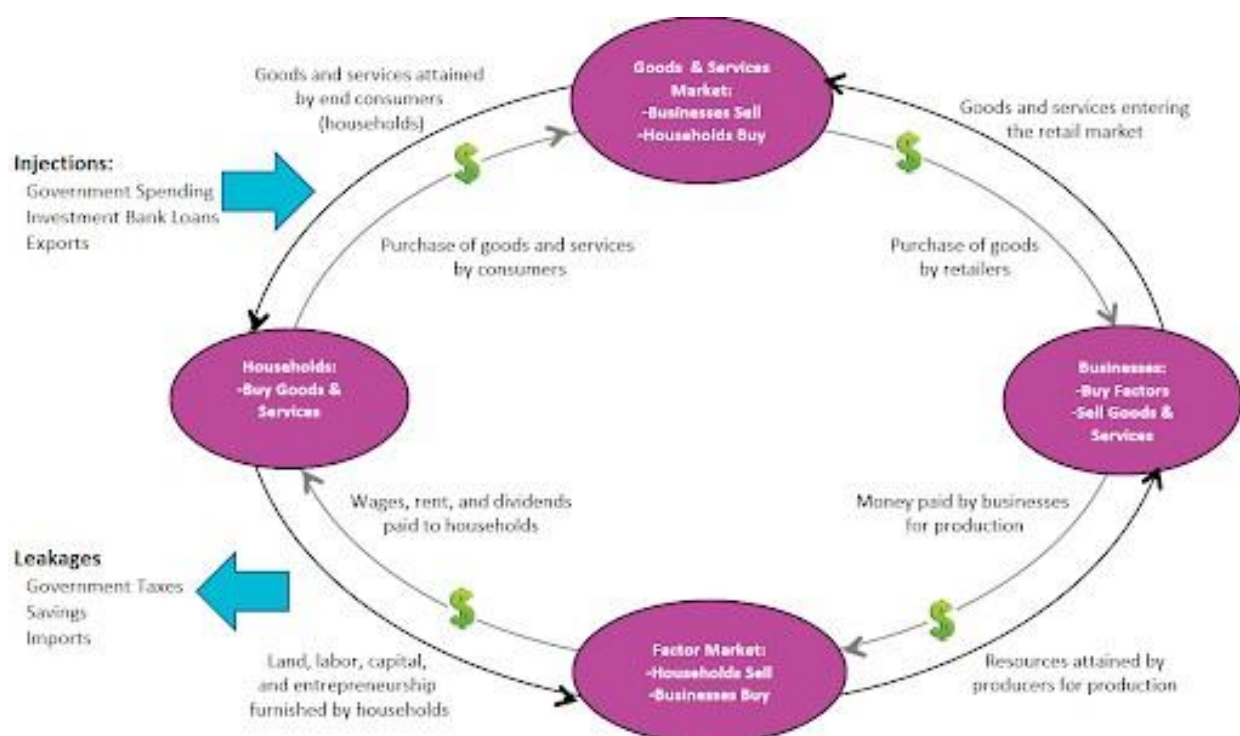 Goods & Services
Market:
-Businesses Sell
-Households Buy
Goods and services attained
by end consumers
(households)
Goods and services entering
the retail market
Injections:
Government Spending
Investment Bank Loans
Exports
$
$
Purchase of goods and services
by consumers
Purchase of goods
by retailers
Households:
-Buy Goods &
Services
Businesses:
-Buy Factors
-Sell Goods &
Services
Wages, rent, and dividends
paid to households
Money paid by businesses
for production
Leakages
Government Taxes
Savings
Imports
$
$
Land, labor, capital,
and entrepreneurship
furnished by households
Factor Market:
-Households Sell
-Businesses Buy
Resources attained by
producers for production